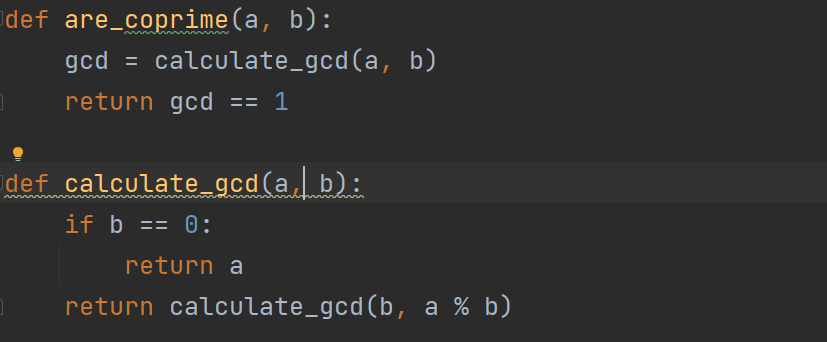 def are_coprime(a, b):
    gcd = calculate_gcd(a, b)
    return gcd == 1
def calculate_gcd(a, b):
    if b == 0:
        return a
    return calculate_gcd(b, a % b)